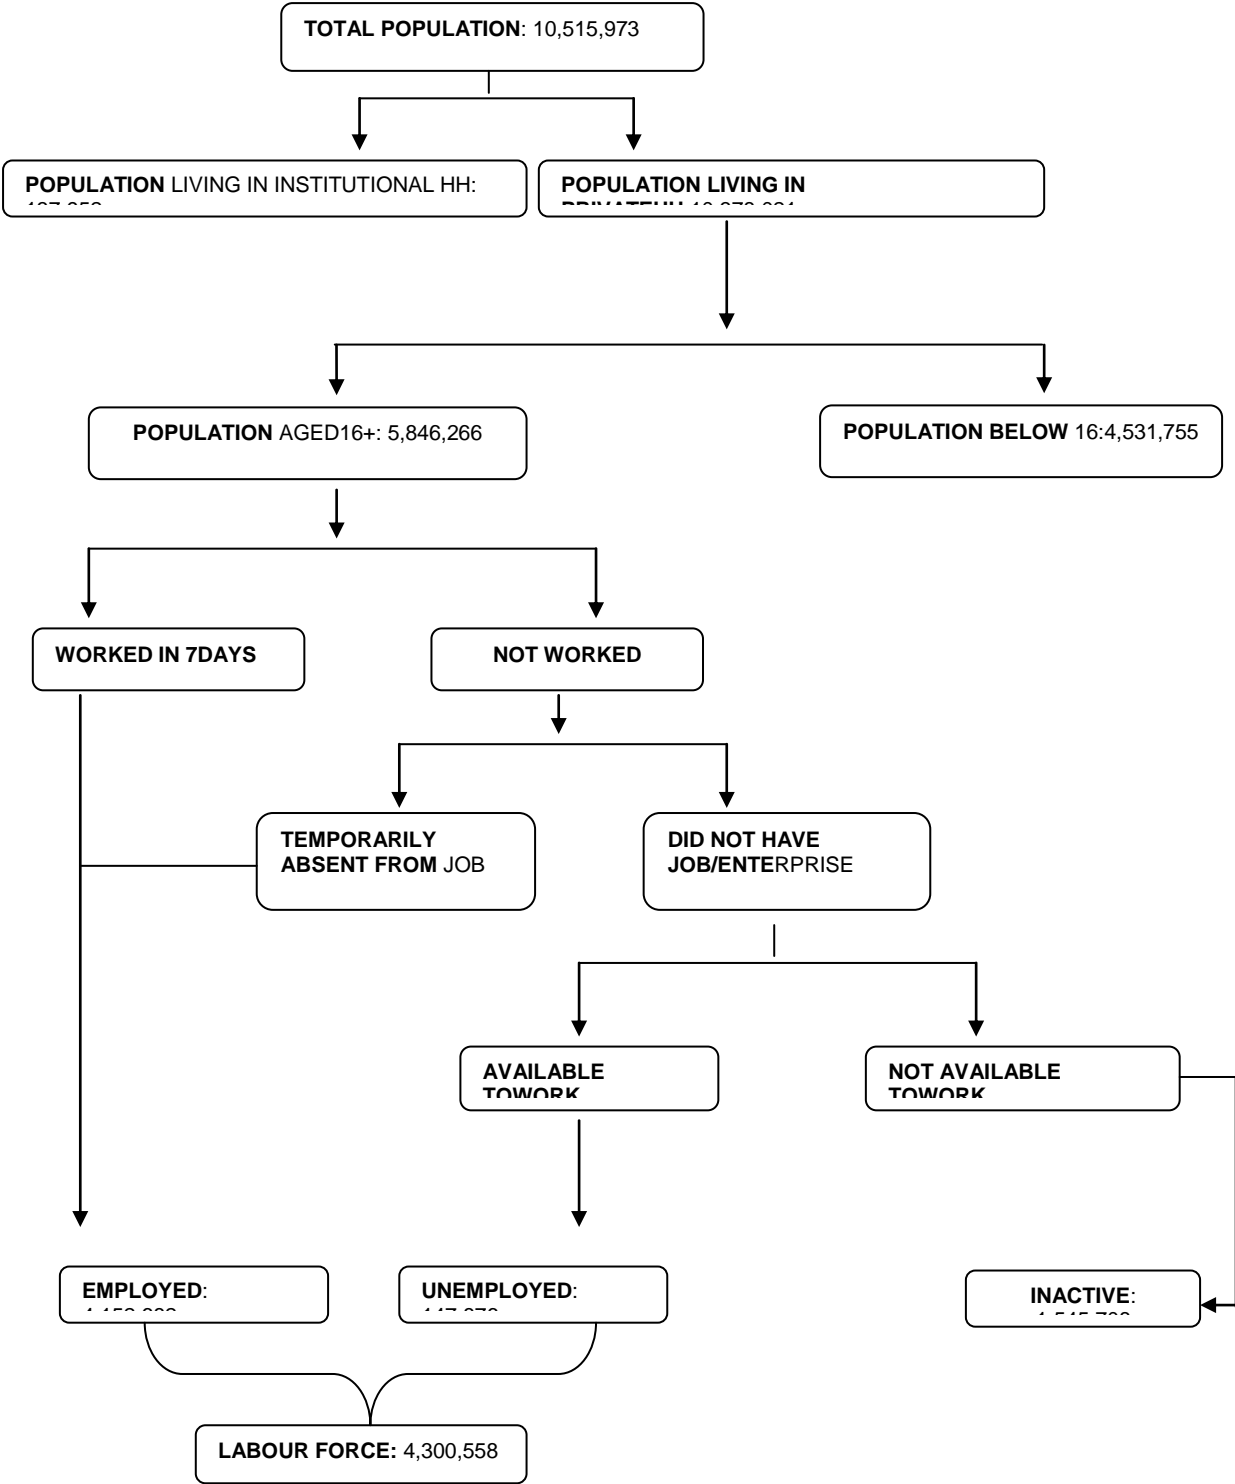 TOTAL POPULATION: 10,515,973
POPULATION LIVING IN INSTITUTIONAL HH:
POPULATION LIVING IN
POPULATION AGED16+: 5,846,266
POPULATION BELOW 16:4,531,755
WORKED IN 7DAYS
NOT WORKED
TEMPORARILY
ABSENT FROM JOB
DID NOT HAVE
JOB/ENTERPRISE
AVAILABLE
TOWORK
NOT AVAILABLE
TOWORK
EMPLOYED:
UNEMPLOYED:
INACTIVE:
LABOUR FORCE: 4,300,558